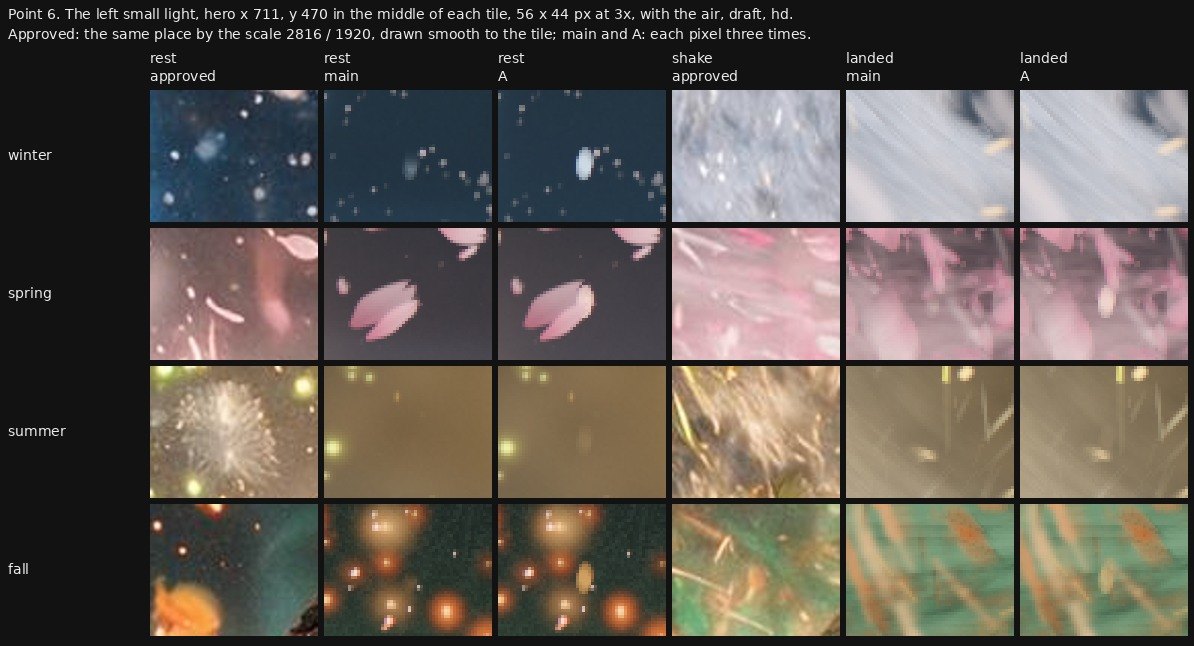 Point 6. The left small light, hero x 711, y 470 in the middle of each tile, 56 x 44 px at 3x, with the air, draft, hd.
Approved: the same place by the scale 2816 / 1920, drawn smooth to the tile; main and A: each pixel three times.
rest approved
rest main
rest A
shake approved
landed main
landed A
winter
spring
summer
fall